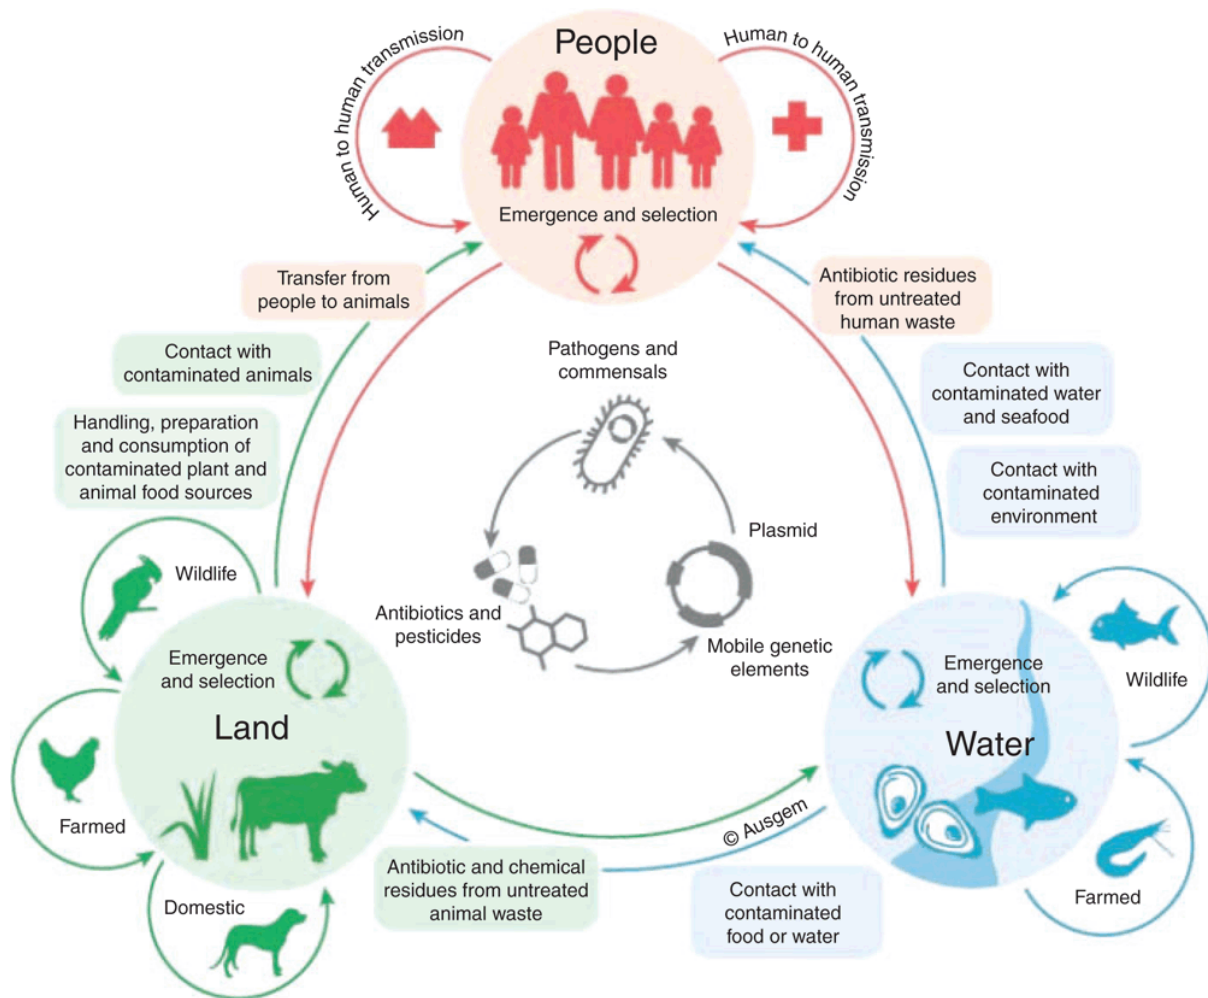 People
Human to human transmission
Human to human transmission
Emergence and selection
Transfer from
people to animals
Antibiotic residues
from untreated
human waste
Contact with
contaminated animals
Contact with
contaminated water
and seafood
Handling, preparation
and consumption of
contaminated plant and
animal food sources
Contact with
contaminated
environment
Pathogens and
commensals
Plasmid
Antibiotics and
pesticides
Mobile genetic
elements
Wildlife
Emergence
and selection
Land
Farmed
Domestic
Emergence
and selection
Water
Wildlife
Farmed
© Ausgem
Antibiotic and chemical
residues from untreated
animal waste
Contact with
contaminated
food or water